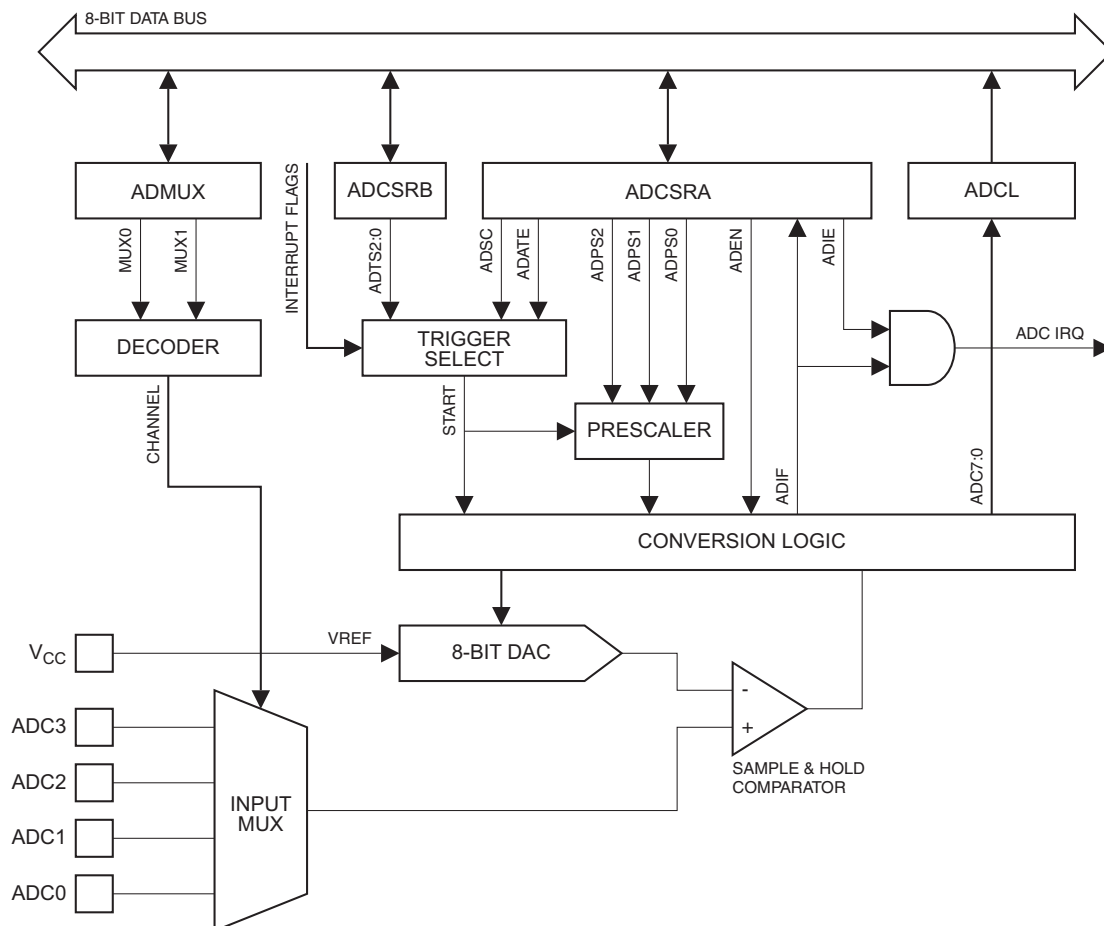 8-BIT DATA BUS
ADMUX
ADCSRB
ADCSRA
ADCL
INTERRUPT FLAGS
MUX0
MUX1
ADTS2:0
ADSC
ADATE
ADPS2
ADPS1
ADPS0
ADEN
ADIE
DECODER
TRIGGER
SELECT
ADC IRQ
CHANNEL
START
PRESCALER
ADIF
ADC7:0
CONVERSION LOGIC
VCC
VREF
8-BIT DAC
-
+
ADC3
ADC2
ADC1
ADC0
INPUT
MUX
SAMPLE & HOLD
COMPARATOR